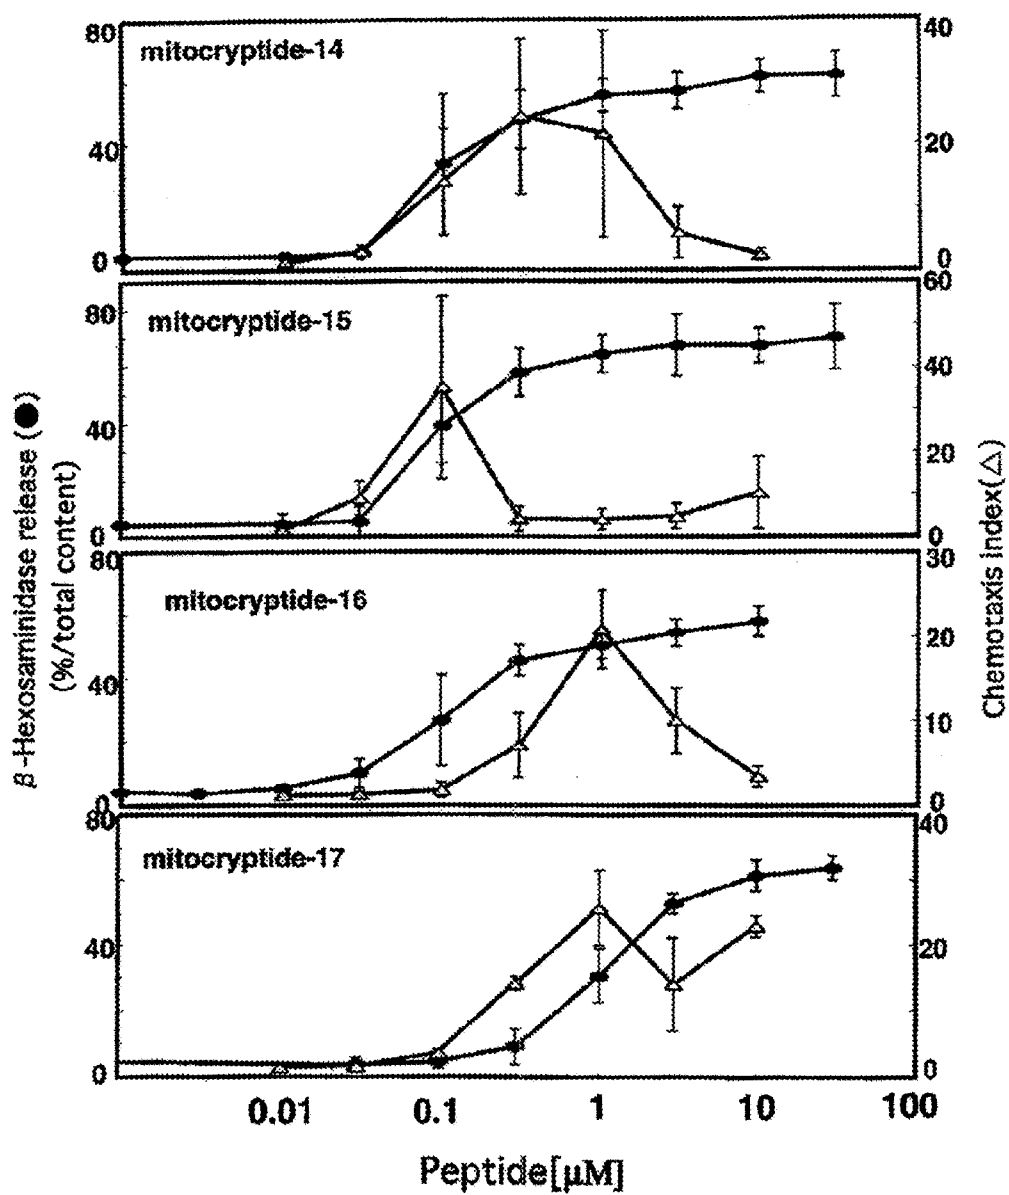 80
40
mitocryptide-14
40
20
0
0
60
80
mitocryptide-15
40
40
20
0
0
80
30
mitocryptide-16
20
40
10
0
0
80
40
mitocryptide-17
40
20
0
0
0.01 0.1 1 10 100
Peptide[μM]
β-Hexosaminidase release (●)
(%/total content)
Chemotaxis index(△)